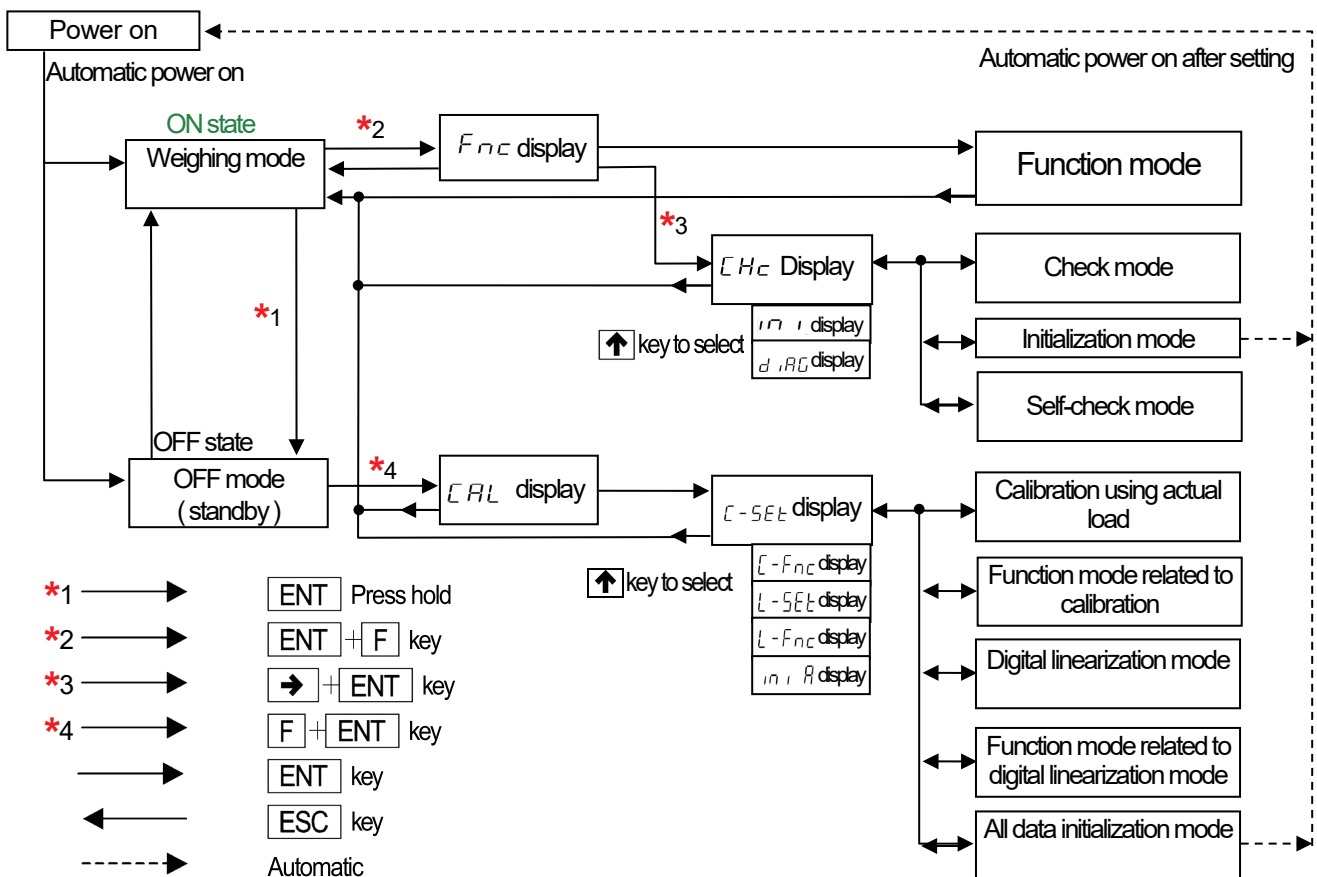 Power on
Automatic power on
Automatic power on after setting
ON state
Weighing mode
*2
Fnc display
Function mode
*3
CHc Display
Check mode
ini display
diAG display
↑ key to select
Initialization mode
Self-check mode
*1
OFF state
OFF mode
( standby )
*4
CAL display
C-SEt display
Calibration using actual
load
↑ key to select
C-Fnc display
L-SEt display
L-Fnc display
ini A display
Function mode related to
calibration
Digital linearization mode
Function mode related to
digital linearization mode
All data initialization mode
*1 ENT Press hold
*2 ENT + F key
*3 → + ENT key
*4 F + ENT key
ENT key
ESC key
Automatic